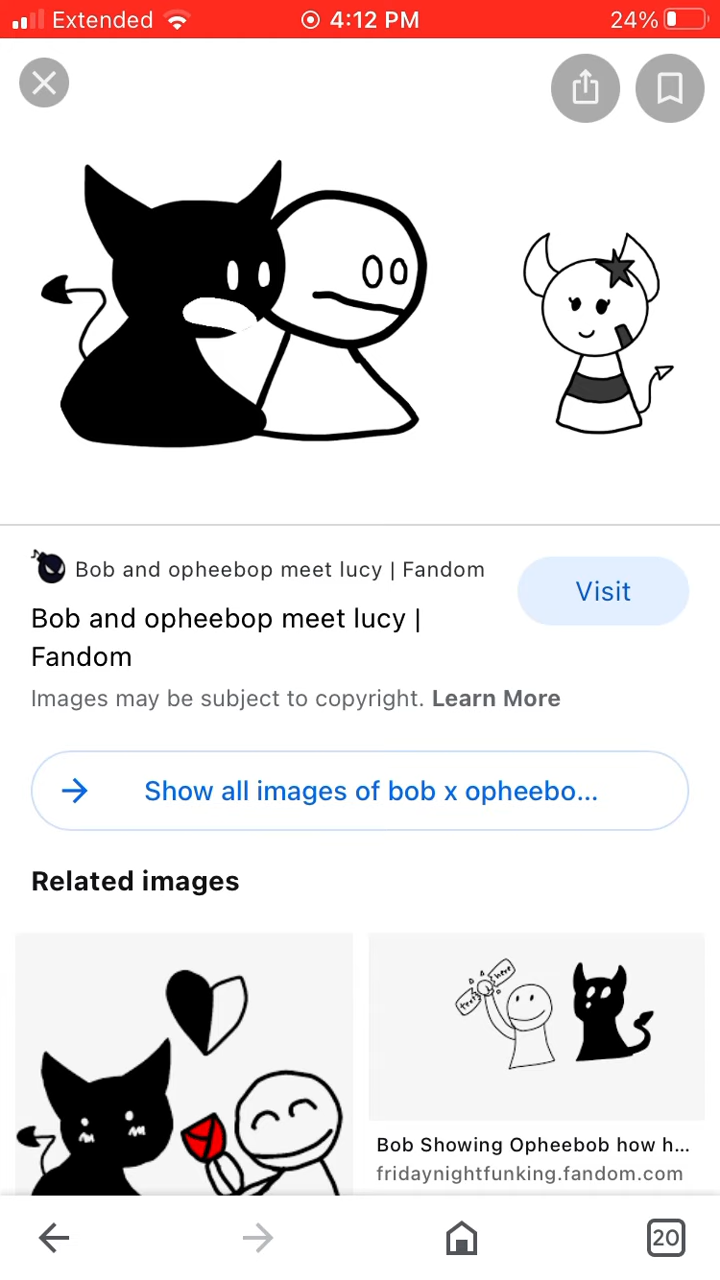 Extended 4:12 PM 24%
Bob and opheebop meet lucy | Fandom
Visit
Bob and opheebop meet lucy |
Fandom
Images may be subject to copyright. Learn More
Show all images of bob x opheebo...
Related images
Bob Showing Opheebob how h...
fridaynightfunking.fandom.com
20